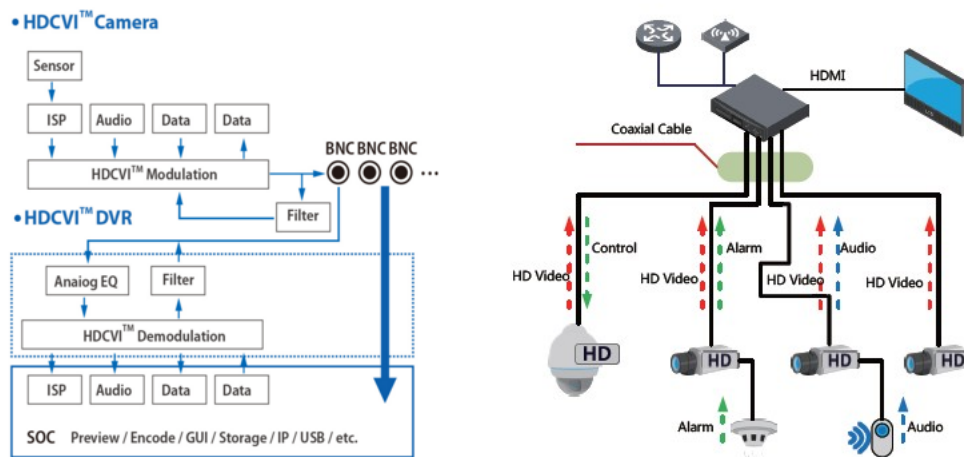 • HDCVI™ Camera
Sensor
ISP Audio Data Data
BNC BNC BNC
HDCVI™ Modulation
...
Filter
• HDCVI™ DVR
Anaiog EQ Filter
HDCVI™ Demodulation
ISP Audio Data Data
SOC Preview / Encode / GUI / Storage / IP / USB / etc.
HDMI
Coaxial Cable
Control Alarm Audio
HD Video HD Video HD Video HD Video
HD HD HD HD
Alarm Audio